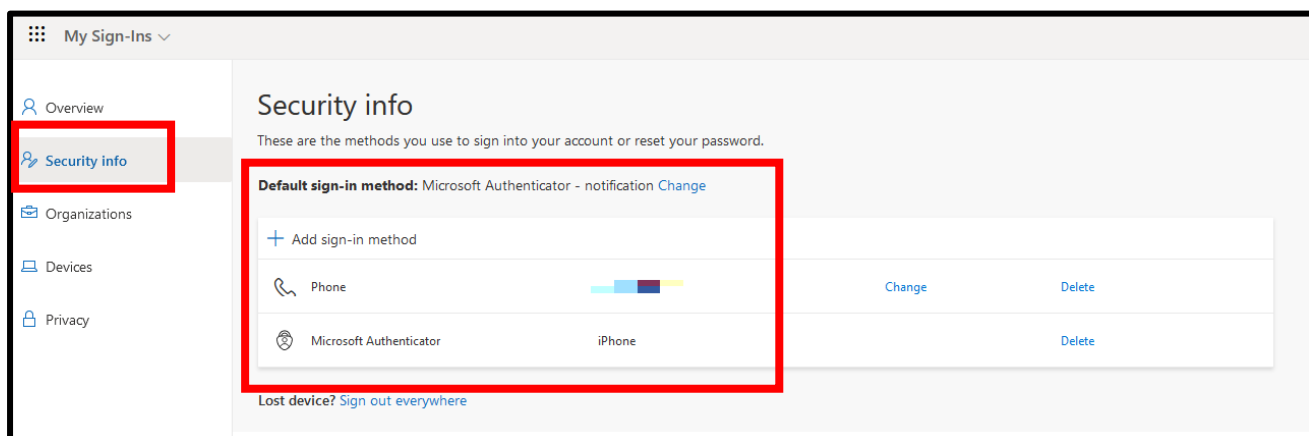 My Sign-Ins
Overview
Security info
Organizations
Devices
Privacy
Security info
These are the methods you use to sign into your account or reset your password.
Default sign-in method: Microsoft Authenticator - notification Change
Add sign-in method
Phone Change Delete
Microsoft Authenticator iPhone Delete
Lost device? Sign out everywhere